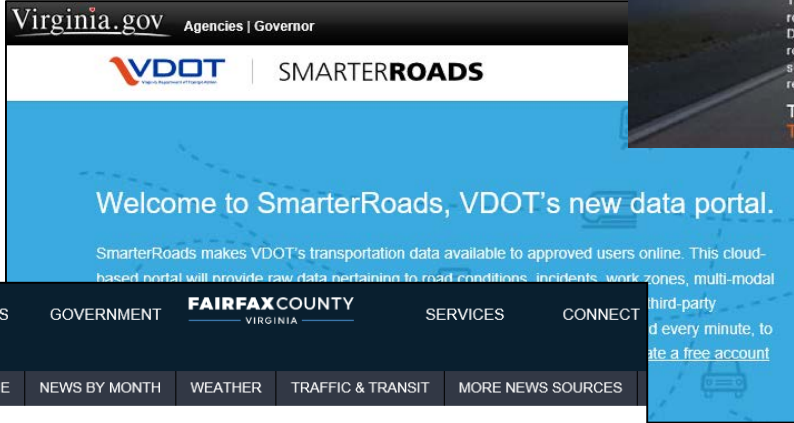 Virginia.gov Agencies | Governor
VDOT SMARTERROADS
Welcome to SmarterRoads, VDOT's new data portal.
SmarterRoads makes VDOT's transportation data available to approved users online. This cloud-
based portal will provide raw data pertaining to road conditions, incidents, work zones, multi-modal
third-party
every minute, to
a free account
GOVERNMENT FAIRFAX COUNTY SERVICES CONNECT
VIRGINIA
NEWS BY MONTH WEATHER TRAFFIC & TRANSIT MORE NEWS SOURCES